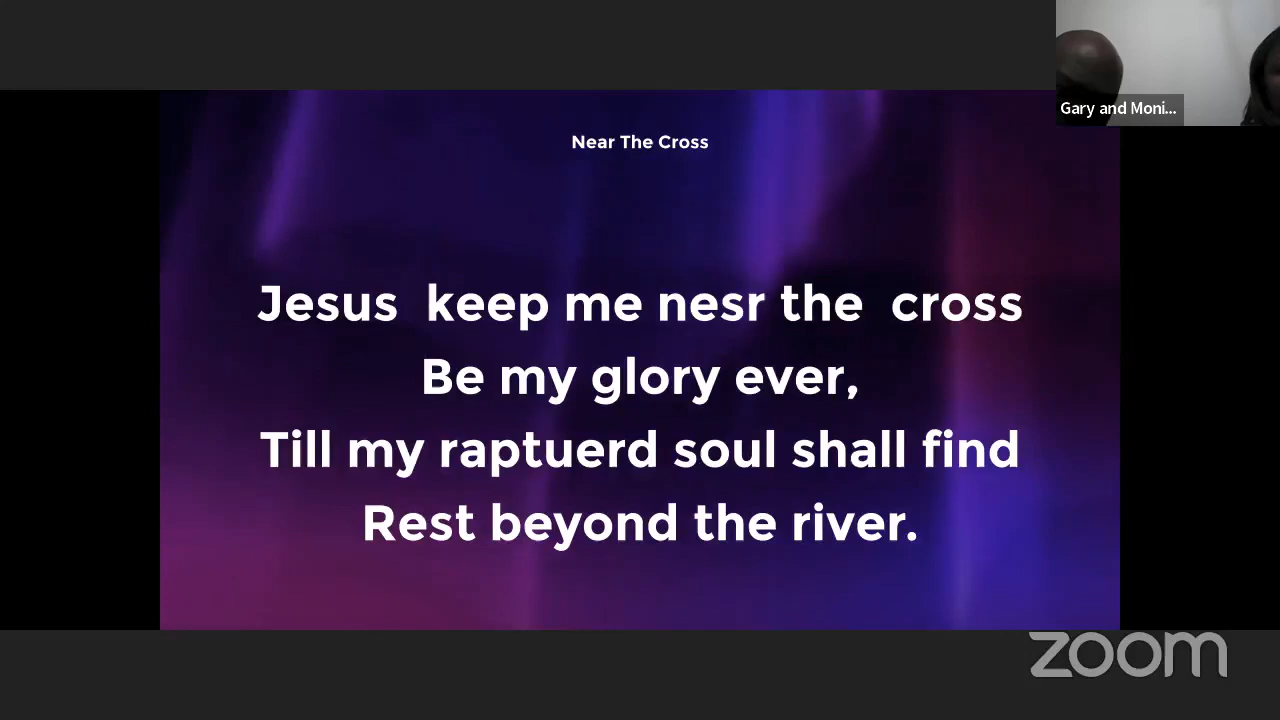 Gary and Moni...
Near The Cross
Jesus  keep me nesr the  cross
Be my glory ever,
Till my raptuerd soul shall find
Rest beyond the river.
zoom